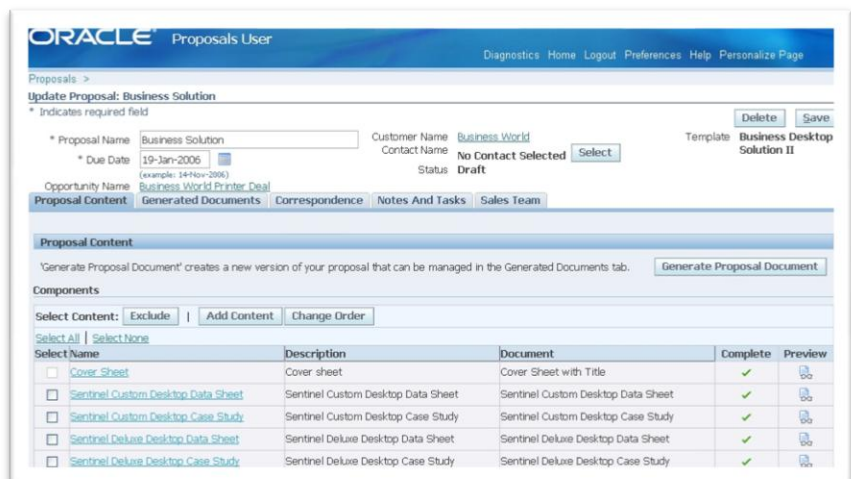 ORACLE Proposals User
Diagnostics Home Logout Preferences Help Personalize Page
Proposals >
Update Proposal: Business Solution
* Indicates required field
Delete Save
* Proposal Name Business Solution
Customer Name Business World
Template Business Desktop Solution II
* Due Date 19-Jan-2006
(example: 14-Nov-2006)
Contact Name No Contact Selected Select
Status Draft
Opportunity Name Business World Printer Deal
Proposal Content Generated Documents Correspondence Notes And Tasks Sales Team
Proposal Content
'Generate Proposal Document' creates a new version of your proposal that can be managed in the Generated Documents tab. Generate Proposal Document
Components
Select Content: Exclude | Add Content Change Order
Select All | Select None
Select Name Description Document Complete Preview
Cover Sheet Cover sheet Cover Sheet with Title
Sentinel Custom Desktop Data Sheet Sentinel Custom Desktop Data Sheet Sentinel Custom Desktop Data Sheet
Sentinel Custom Desktop Case Study Sentinel Custom Desktop Case Study Sentinel Custom Desktop Case Study
Sentinel Deluxe Desktop Data Sheet Sentinel Deluxe Desktop Data Sheet Sentinel Deluxe Desktop Data Sheet
Sentinel Deluxe Desktop Case Study Sentinel Deluxe Desktop Case Study Sentinel Deluxe Desktop Case Study